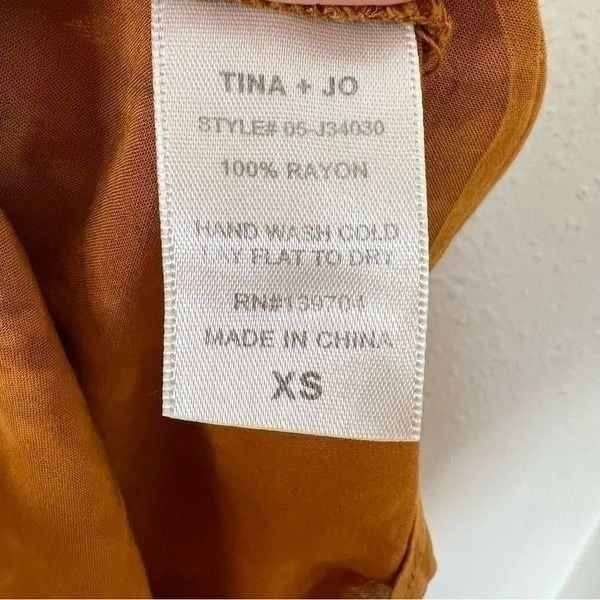 TINA + JO
STYLE# 05-J34030
100% RAYON
HAND WASH COLD
LAY FLAT TO DRY
RN#139704
MADE IN CHINA
XS